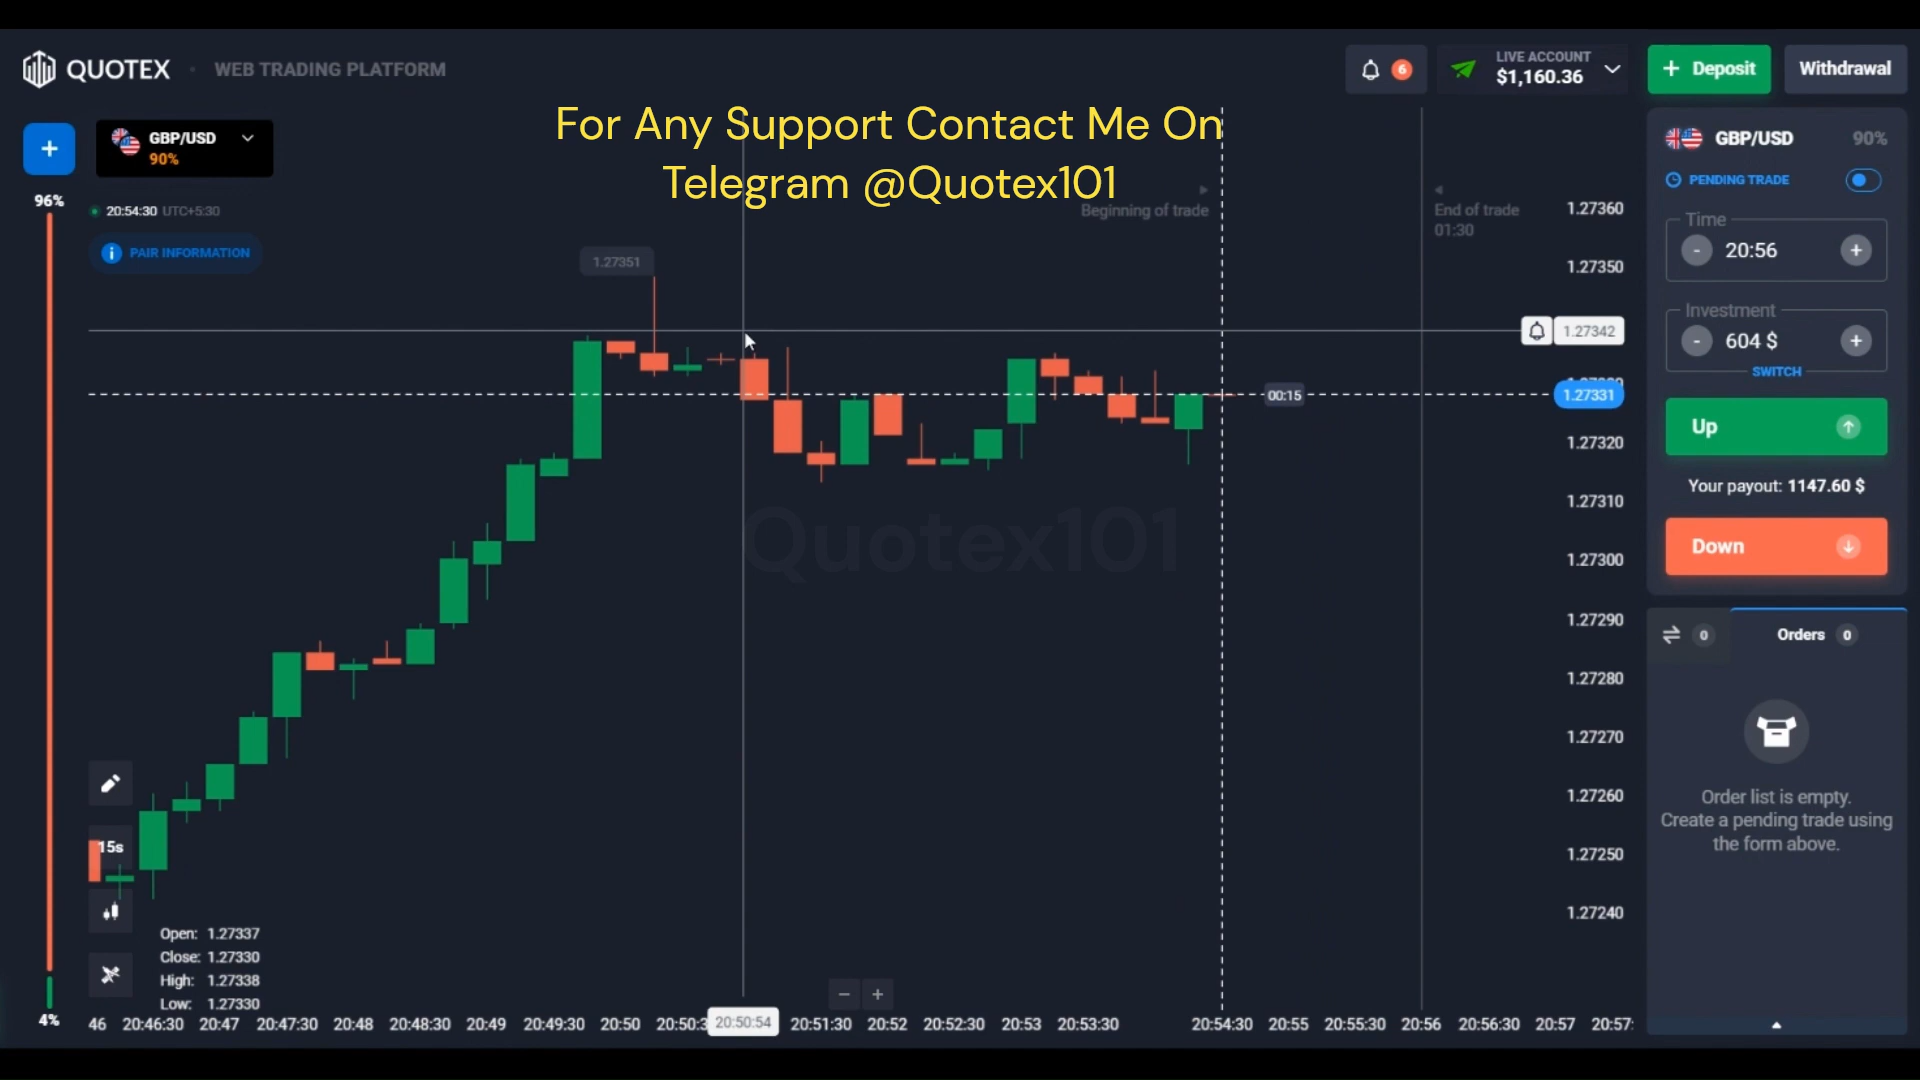 QUOTEX
WEB TRADING PLATFORM
6
LIVE ACCOUNT
$1,160.36
+ Deposit
Withdrawal
For Any Support Contact Me On
Telegram @Quotex101
+
GBP/USD
90%
96%
20:54:30 UTC+5:30
i PAIR INFORMATION
1.27351
Beginning of trade
End of trade
01:30
1.27360
1.27350
1.27342
1.27331
1.27320
1.27310
1.27300
1.27290
1.27280
1.27270
1.27260
1.27250
1.27240
00:15
Quotex101
GBP/USD
90%
PENDING TRADE
Time
- 20:56 +
Investment
- 604 $ +
SWITCH
Up
Your payout: 1147.60 $
Down
0
Orders 0
Order list is empty.
Create a pending trade using
the form above.
15s
Open: 1.27337
Close: 1.27330
High: 1.27338
Low: 1.27330
4%
− +
46 20:46:30 20:47 20:47:30 20:48 20:48:30 20:49 20:49:30 20:50 20:50:3 20:50:54 20:51:30 20:52 20:52:30 20:53 20:53:30 20:54:30 20:55 20:55:30 20:56 20:56:30 20:57 20:57: